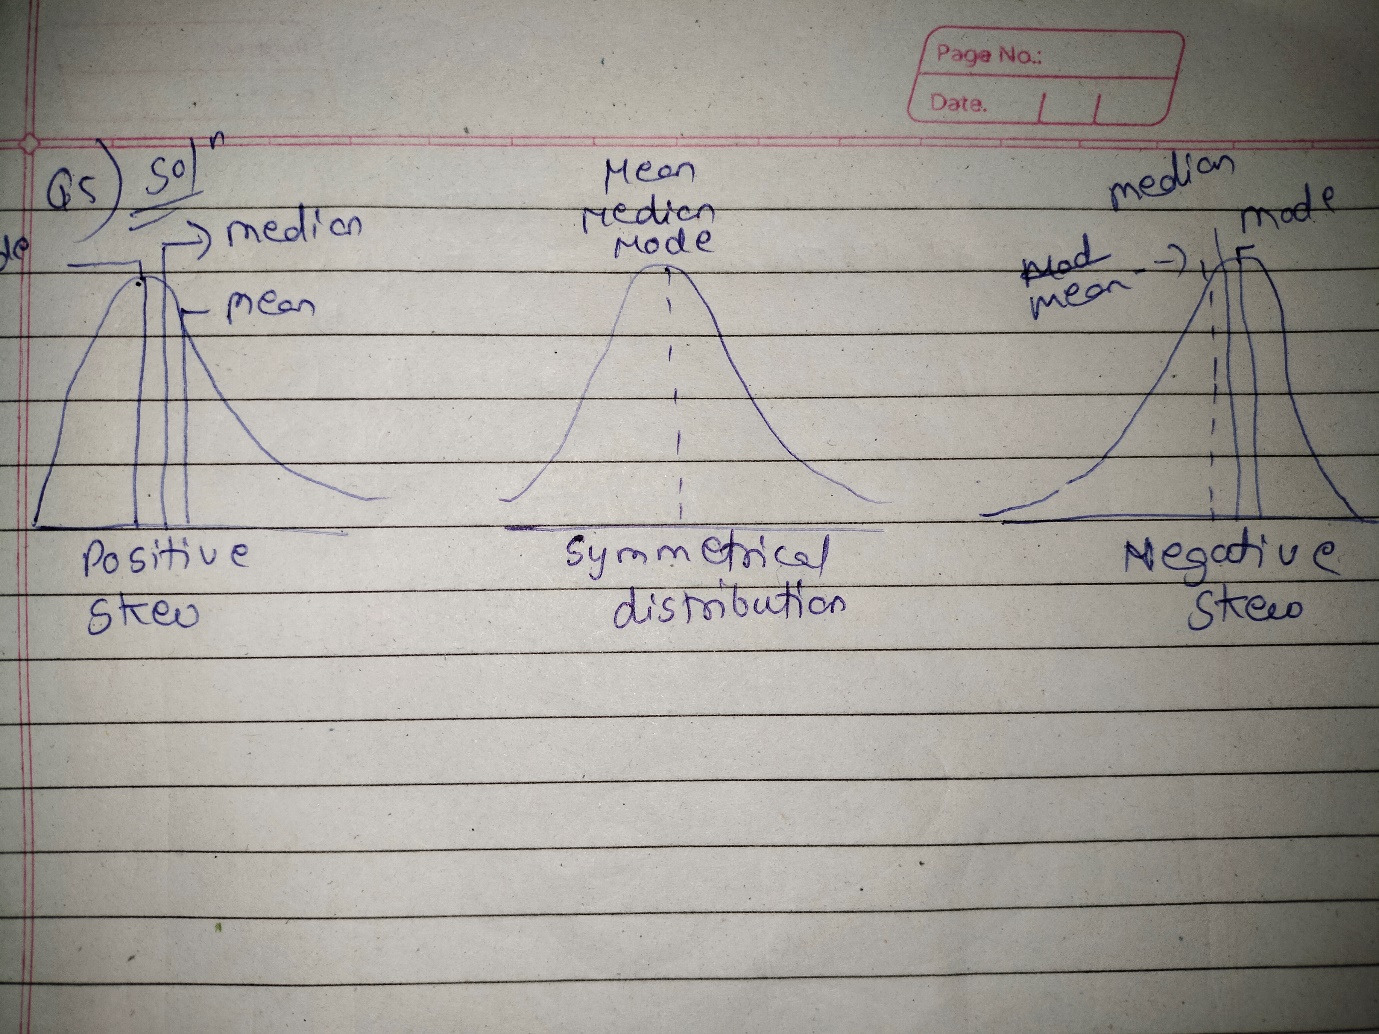 Page No.:
Date.
Q5) Solⁿ
de
median
mean
Mean
Median
Mode
median
mode
mean
Positive
Skew
Symmetrical
distribution
Negative
Skew